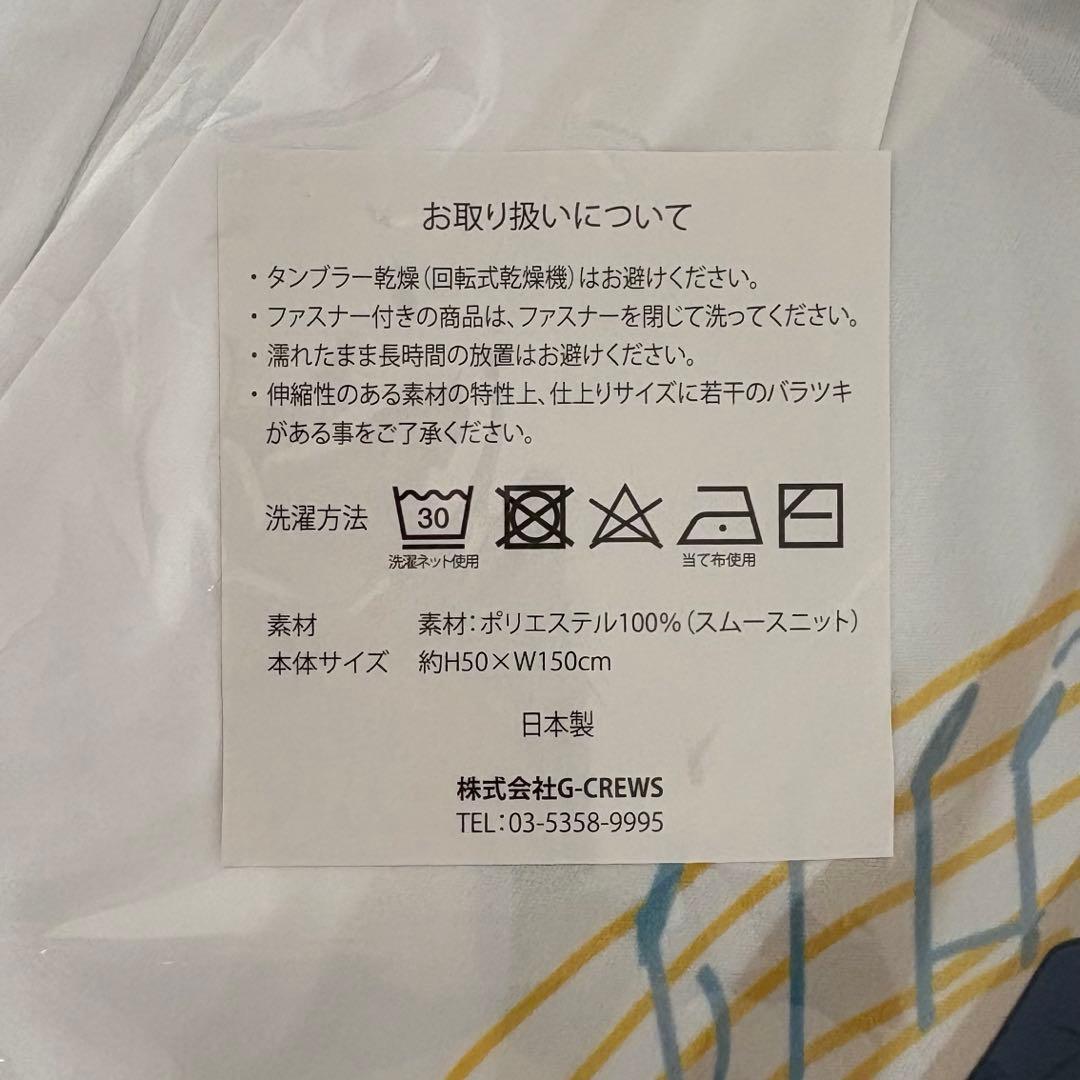 お取り扱いについて
・タンブラー乾燥(回転式乾燥機)はお避けください。
・ファスナー付きの商品は、ファスナーを閉じて洗ってください。
・濡れたまま長時間の放置はお避けください。
・伸縮性のある素材の特性上、仕上りサイズに若干のバラツキ
がある事をご了承ください。
洗濯方法 30
洗濯ネット使用 当て布使用
素材 素材:ポリエステル100%(スムースニット)
本体サイズ 約H50×W150cm
日本製
株式会社G-CREWS
TEL:03-5358-9995